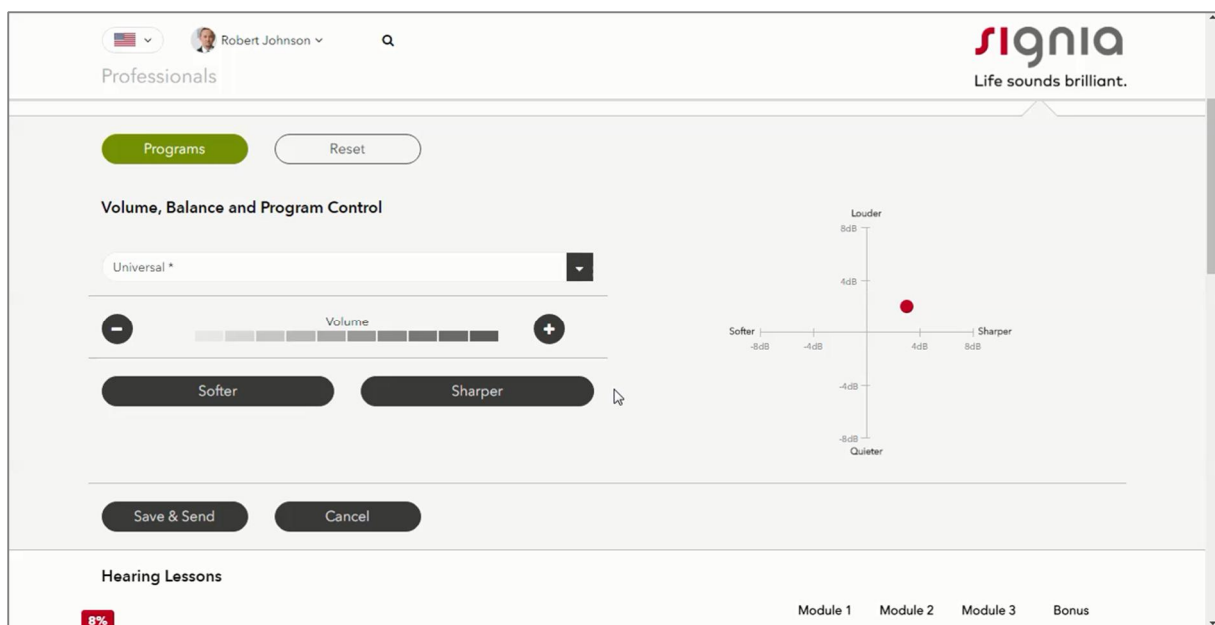 Robert Johnson
signia
Professionals
Life sounds brilliant.
Programs
Reset
Volume, Balance and Program Control
Universal *
Volume
Softer
Sharper
Louder
8dB
4dB
Softer
Sharper
-8dB
-4dB
4dB
8dB
-4dB
-8dB
Quieter
Save & Send
Cancel
Hearing Lessons
Module 1
Module 2
Module 3
Bonus
8%